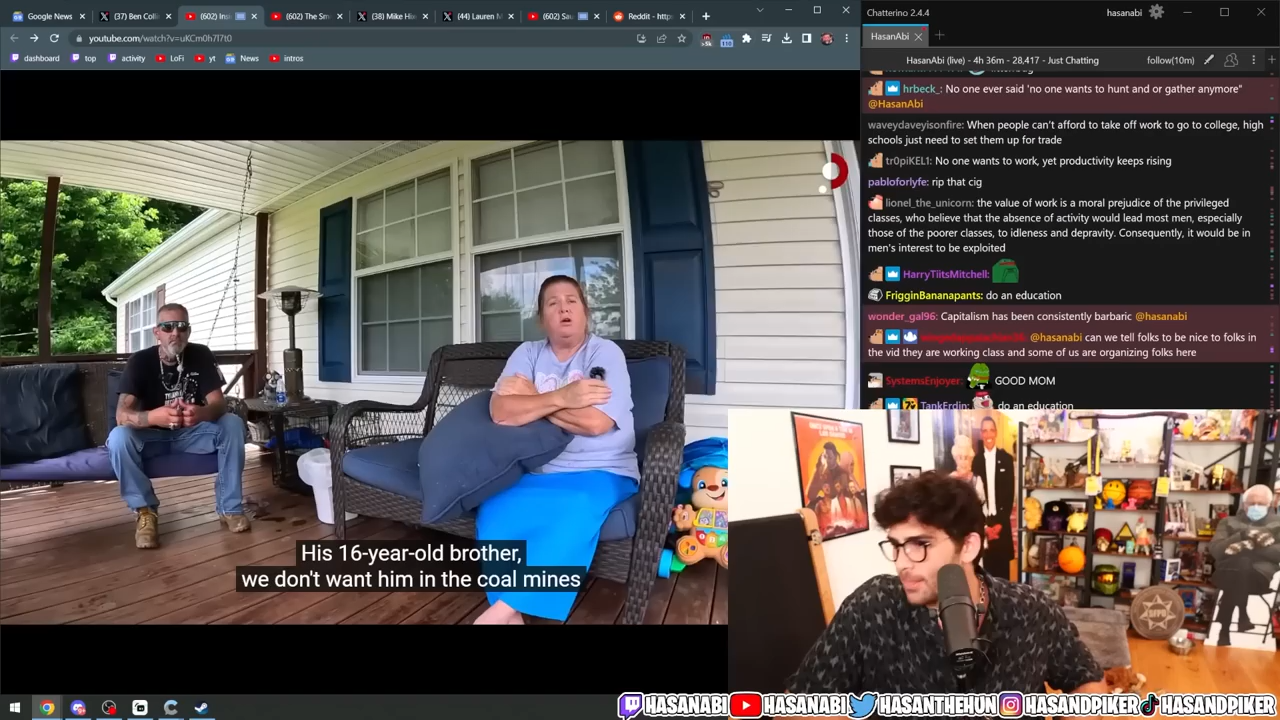 Google News
(37) Ben Coll
(602) Ins
(602) The Sm
(38) Mike Hi
(44) Lauren M
(602) Sau
Reddit - http
youtube.com/watch?v=uKCm0h7l7t0
dashboard
top
activity
LoFi
yt
News
intros
Chatterino 2.4.4
hasanabi
HasanAbi
HasanAbi (live) - 4h 36m - 28,417 - Just Chatting
follow(10m)
hrbeck_: No one ever said 'no one wants to hunt and or gather anymore"
@HasanAbi
waveydaveyisonfire: When people can't afford to take off work to go to college, high
schools just need to set them up for trade
tr0piKEL1: No one wants to work, yet productivity keeps rising
pabloforlyfe: rip that cig
lionel_the_unicorn: the value of work is a moral prejudice of the privileged
classes, who believe that the absence of activity would lead most men, especially
those of the poorer classes, to idleness and depravity. Consequently, it would be in
men's interest to be exploited
HarryTiitsMitchell:
FrigginBananapants: do an education
wonder_gal96: Capitalism has been consistently barbaric @hasanabi
@hasanabi can we tell folks to be nice to folks in
the vid they are working class and some of us are organizing folks here
SystemsEnjoyer: GOOD MOM
TankErdin: do an education
His 16-year-old brother,
we don't want him in the coal mines
HASANABI HASANABI HASANTHEHUN HASANDPIKER HASANDPIKER